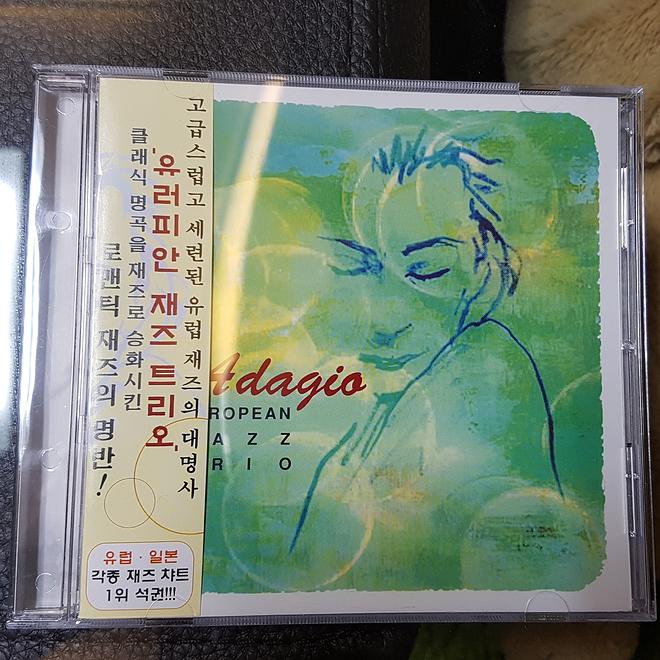 고급스럽고 세련된 유럽 재즈의 대명사
'유러피안 재즈 트리오'
클래식 명곡을 재즈로 승화시킨
로맨틱 재즈의 명반!
유럽 · 일본
각종 재즈 챠트
1위 석권!!!
Adagio
ROPEAN
AZZ
RIO